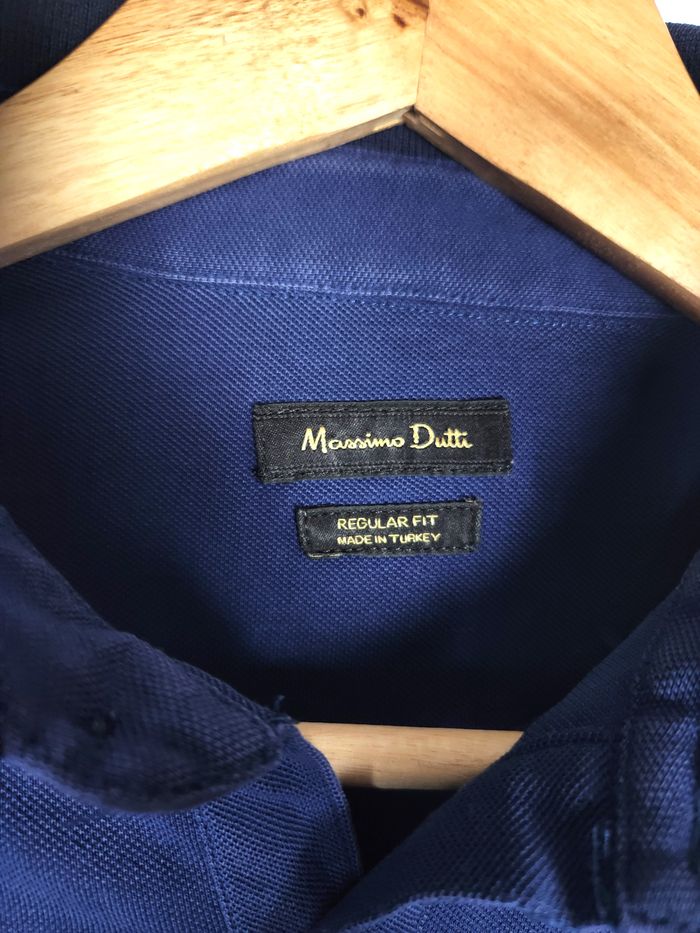 Massimo Dutti
REGULAR FIT
MADE IN TURKEY